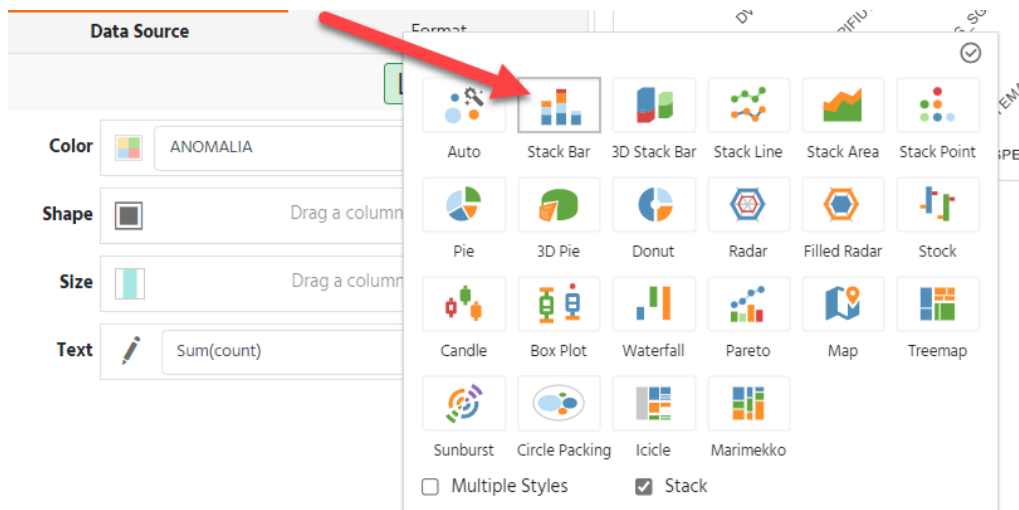 Data Source
Format
Color
ANOMALIA
Shape
Drag a column
Size
Drag a column
Text
Sum(count)
Auto
Stack Bar
3D Stack Bar
Stack Line
Stack Area
Stack Point
Pie
3D Pie
Donut
Radar
Filled Radar
Stock
Candle
Box Plot
Waterfall
Pareto
Map
Treemap
Sunburst
Circle Packing
Icicle
Marimekko
Multiple Styles
Stack